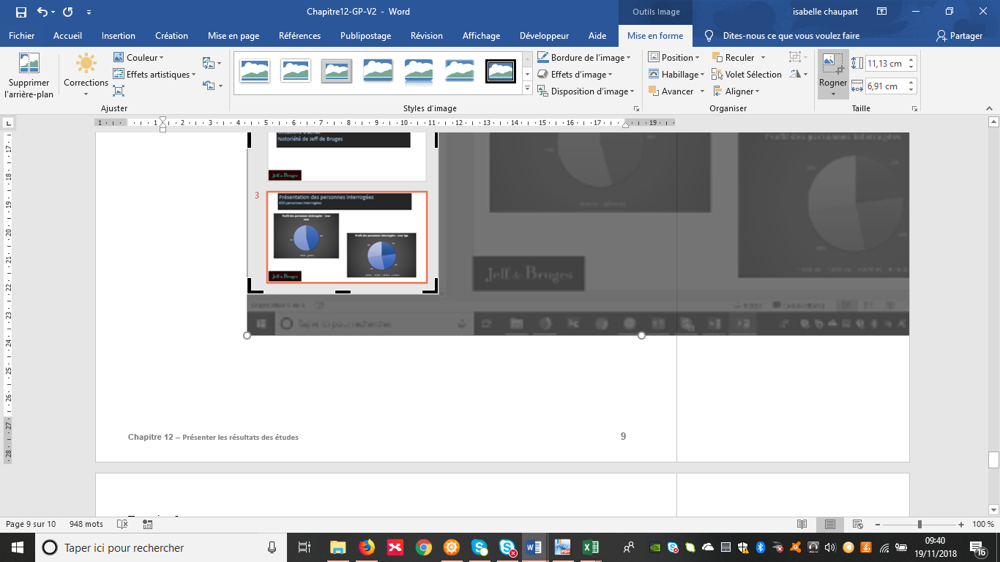 Chapitre12-GP-V2 - Word
Outils Image
isabelle chaupart
Fichier Accueil Insertion Création Mise en page Références Publipostage Révision Affichage Développeur Aide Mise en forme Dites-nous ce que vous voulez faire Partager
Supprimer l'arrière-plan
Corrections
Couleur
Effets artistiques
Ajuster
Styles d'image
Bordure de l'image
Effets d'image
Disposition d'image
Position
Habillage
Avancer
Reculer
Volet Sélection
Aligner
Organiser
Rogner
11,13 cm
6,91 cm
Taille
1 1 2 3 4 5 6 7 8 9 10 11 12 13 14 15 16 17 19
17
18
19
20
21
22
23
24
25
26
27
28
Notoriété de Jeff de Bruges
Jeff de Bruges
3
Présentation des personnes interrogées
650 personnes interrogées
Jeff de Bruges
Profil des personnes interrogées
Jeff de Bruges
Taper ici pour rechercher
Chapitre 12 – Présenter les résultats des études
9
Page 9 sur 10 948 mots
100 %
Taper ici pour rechercher
09:40
19/11/2018
16